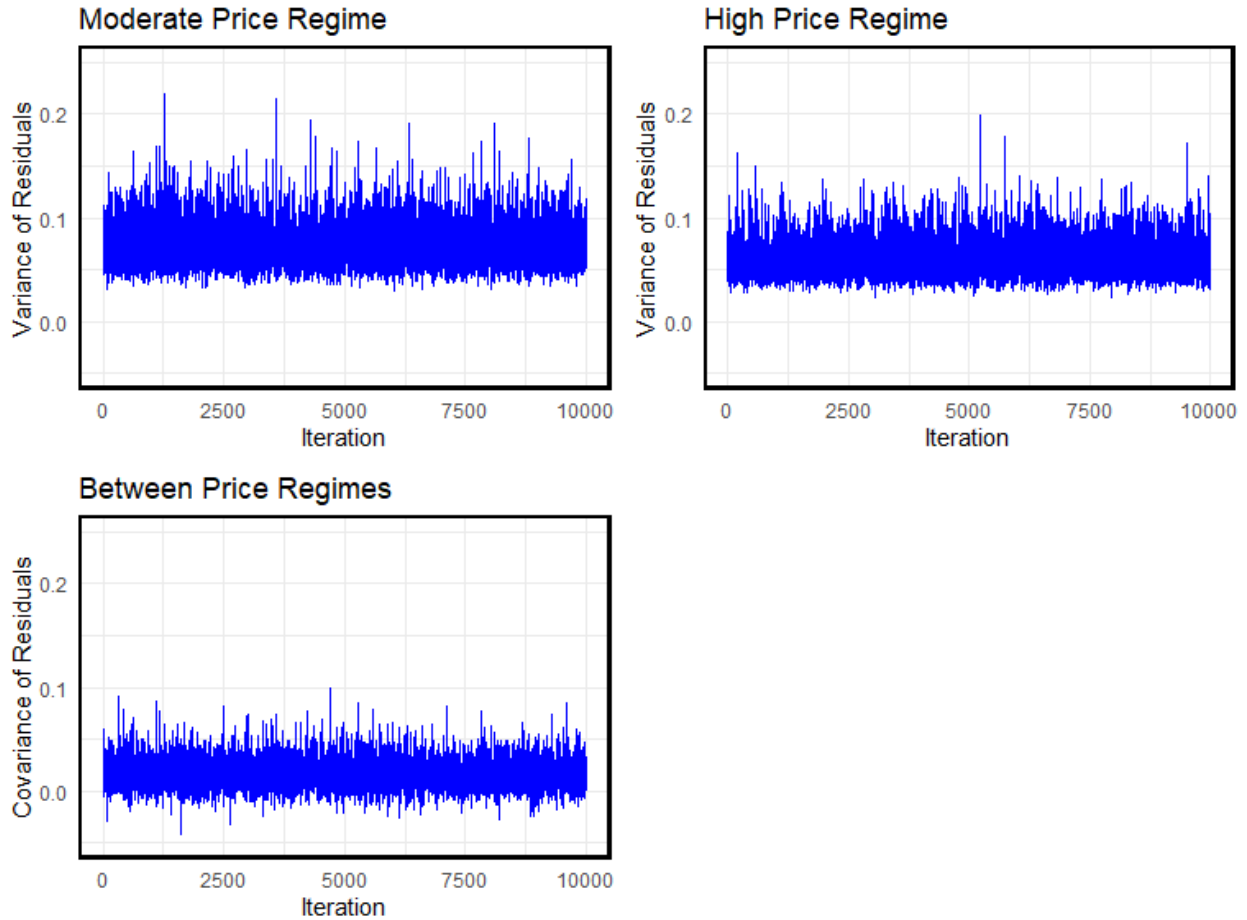 Moderate Price Regime
Variance of Residuals
0.2
0.1
0.0
0 2500 5000 7500 10000
Iteration
High Price Regime
Variance of Residuals
0.2
0.1
0.0
0 2500 5000 7500 10000
Iteration
Between Price Regimes
Covariance of Residuals
0.2
0.1
0.0
0 2500 5000 7500 10000
Iteration